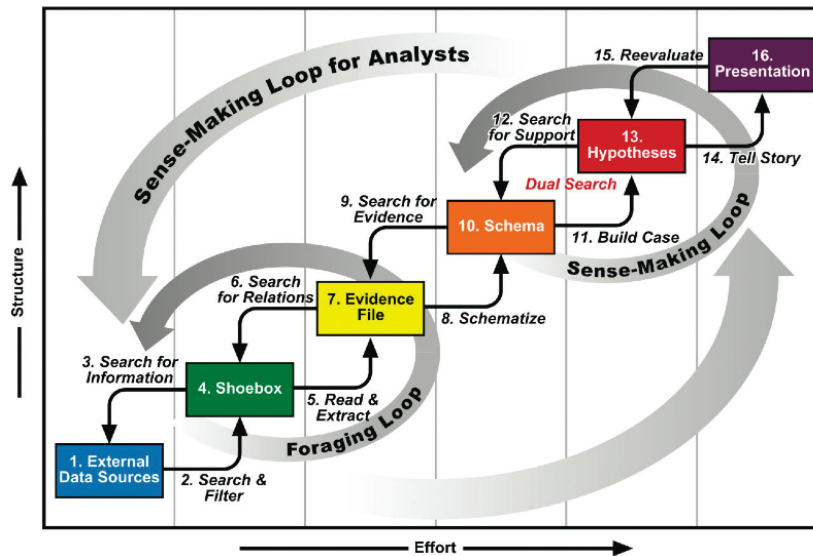 Sense-Making Loop for Analysts
15. Reevaluate
16.
Presentation
12. Search
for Support
13.
Hypotheses
14. Tell Story
Dual Search
9. Search for
Evidence
10. Schema
11. Build Case
Sense-Making Loop
6. Search
for Relations
7. Evidence
File
8. Schematize
3. Search for
Information
4. Shoebox
5. Read &
Extract
Foraging Loop
1. External
Data Sources
2. Search &
Filter
Structure
Effort